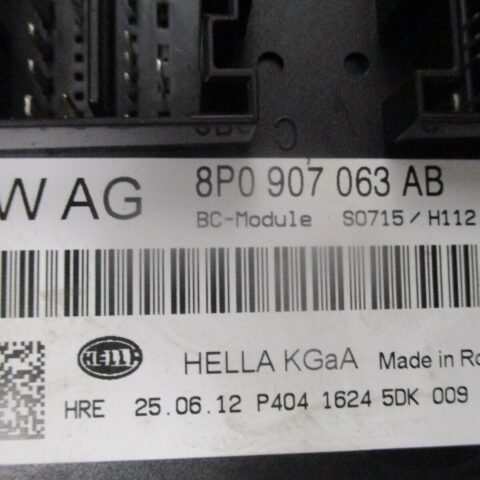 W AG 8P0 907 063 AB
BC-Module S0715 / H112
HELLA HELLA KGaA Made in Ro
HRE 25.06.12 P404 1624 5DK 009